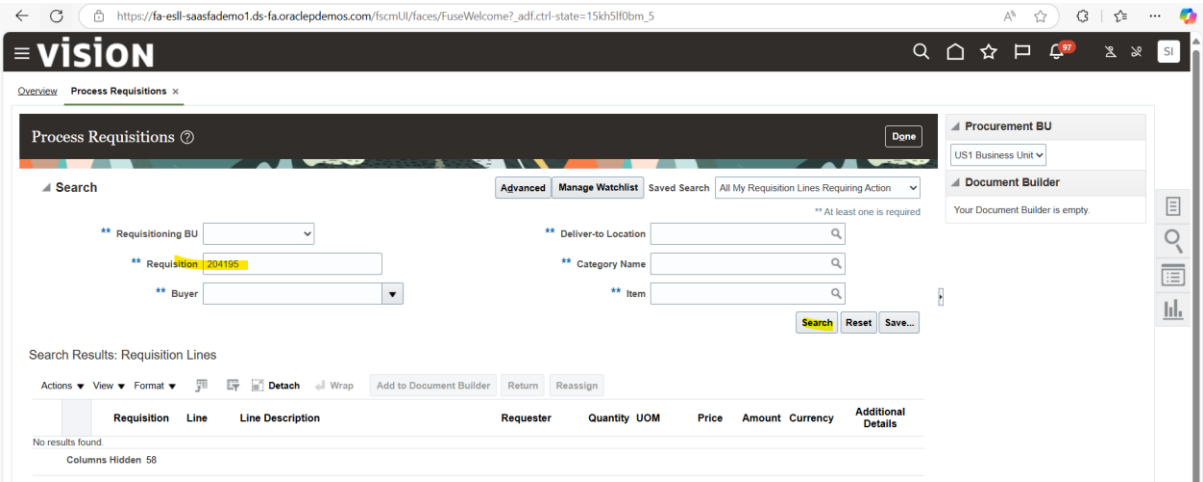 https://fa-esll-saasfademo1.ds-fa.oraclepdemos.com/fscmUI/faces/FuseWelcome?_adf.ctrl-state=15kh5lf0bm_5
vision
97
SI
Overview Process Requisitions ×
Process Requisitions ?
Done
Search
Advanced Manage Watchlist Saved Search All My Requisition Lines Requiring Action
** At least one is required
** Requisitioning BU ** Deliver-to Location
** Requisition 204195 ** Category Name
** Buyer ** Item
Search Reset Save...
Search Results: Requisition Lines
Actions View Format Detach Wrap Add to Document Builder Return Reassign
Requisition Line Line Description Requester Quantity UOM Price Amount Currency Additional Details
No results found.
Columns Hidden 58
Procurement BU
US1 Business Unit
Document Builder
Your Document Builder is empty.